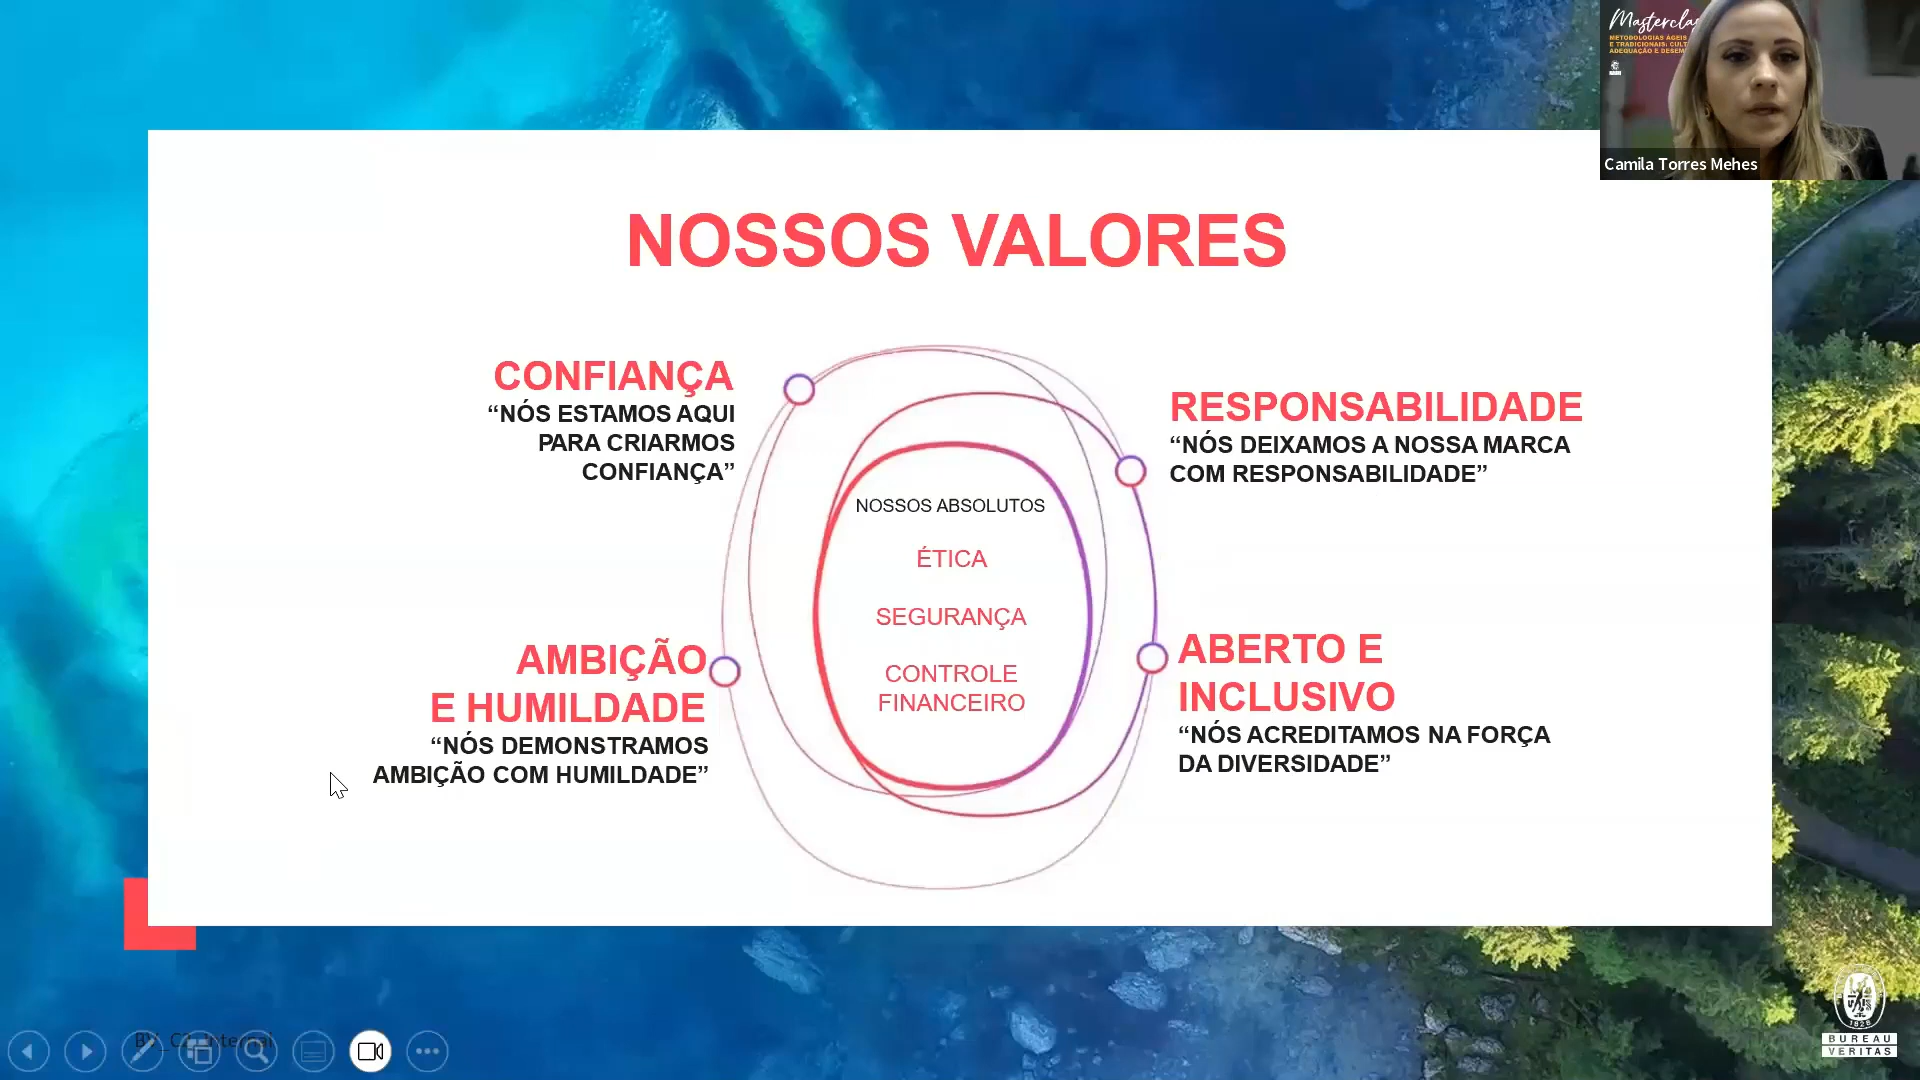 Masterclas
METODOLOGIAS ÁGEIS
E TRADICIONAIS: CULT
ADEQUAÇÃO E DESEM
Camila Torres Mehes
NOSSOS VALORES
CONFIANÇA
“NÓS ESTAMOS AQUI
PARA CRIARMOS
CONFIANÇA”
RESPONSABILIDADE
“NÓS DEIXAMOS A NOSSA MARCA
COM RESPONSABILIDADE”
NOSSOS ABSOLUTOS
ÉTICA
SEGURANÇA
CONTROLE
FINANCEIRO
AMBIÇÃO
E HUMILDADE
“NÓS DEMONSTRAMOS
AMBIÇÃO COM HUMILDADE”
ABERTO E
INCLUSIVO
“NÓS ACREDITAMOS NA FORÇA
DA DIVERSIDADE”
1828
BUREAU
VERITAS